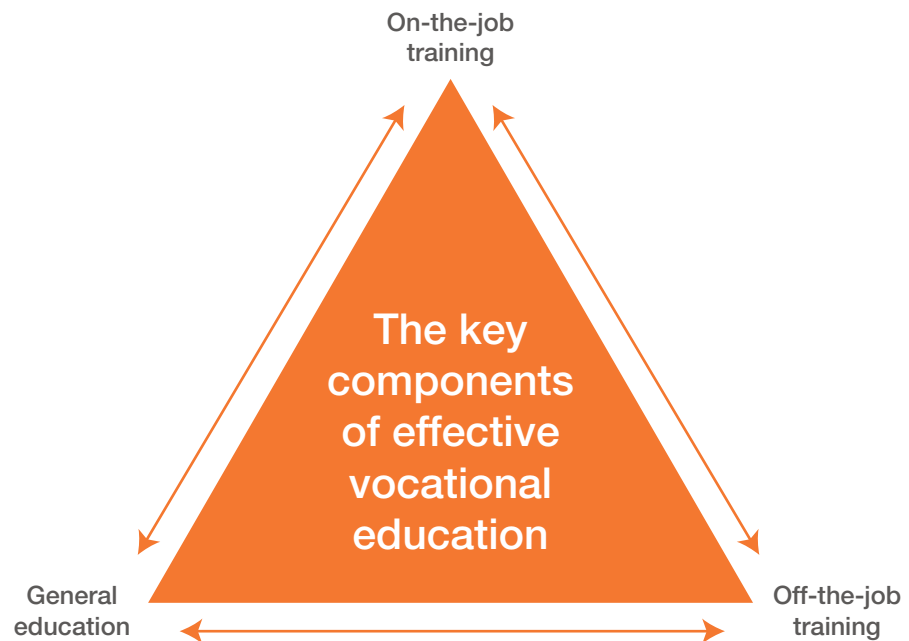 On-the-job
training
The key
components
of effective
vocational
education
General
education
Off-the-job
training